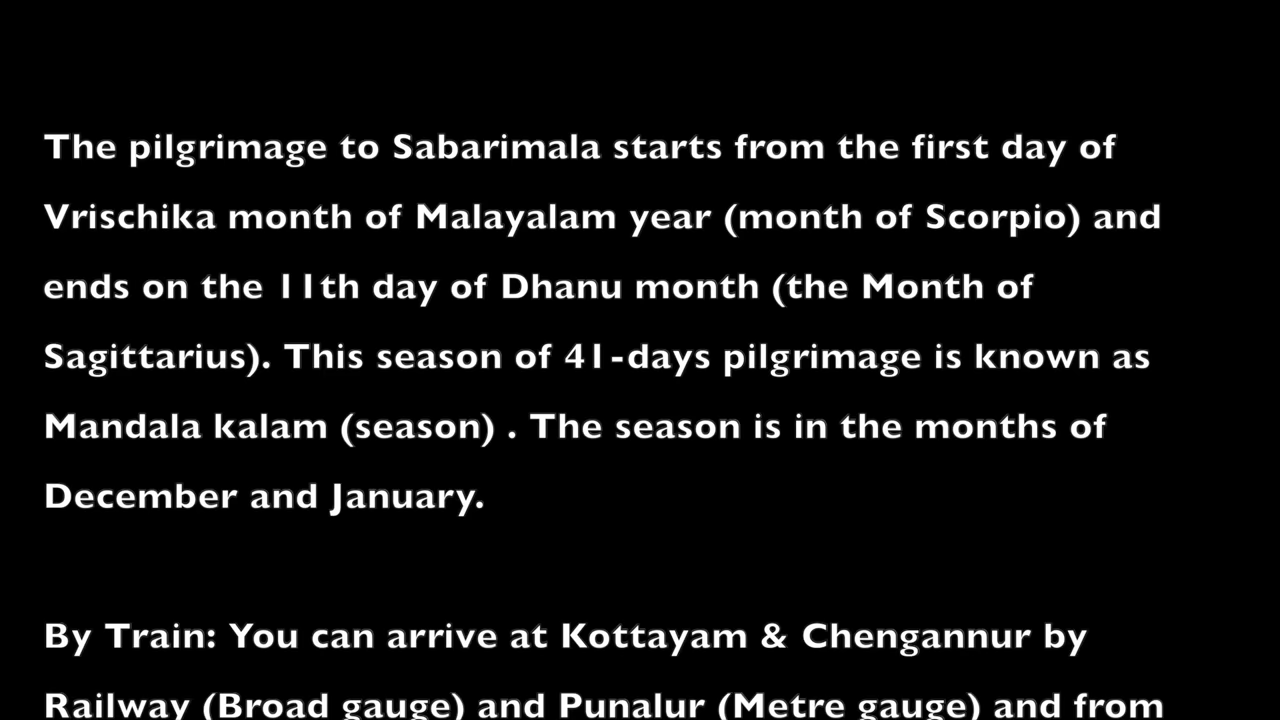 The pilgrimage to Sabarimala starts from the first day of
Vrischika month of Malayalam year (month of Scorpio) and
ends on the 11th day of Dhanu month (the Month of
Sagittarius). This season of 41-days pilgrimage is known as
Mandala kalam (season) . The season is in the months of
December and January.
By Train: You can arrive at Kottayam & Chengannur by
Railway (Broad gauge) and Punalur (Metre gauge) and from